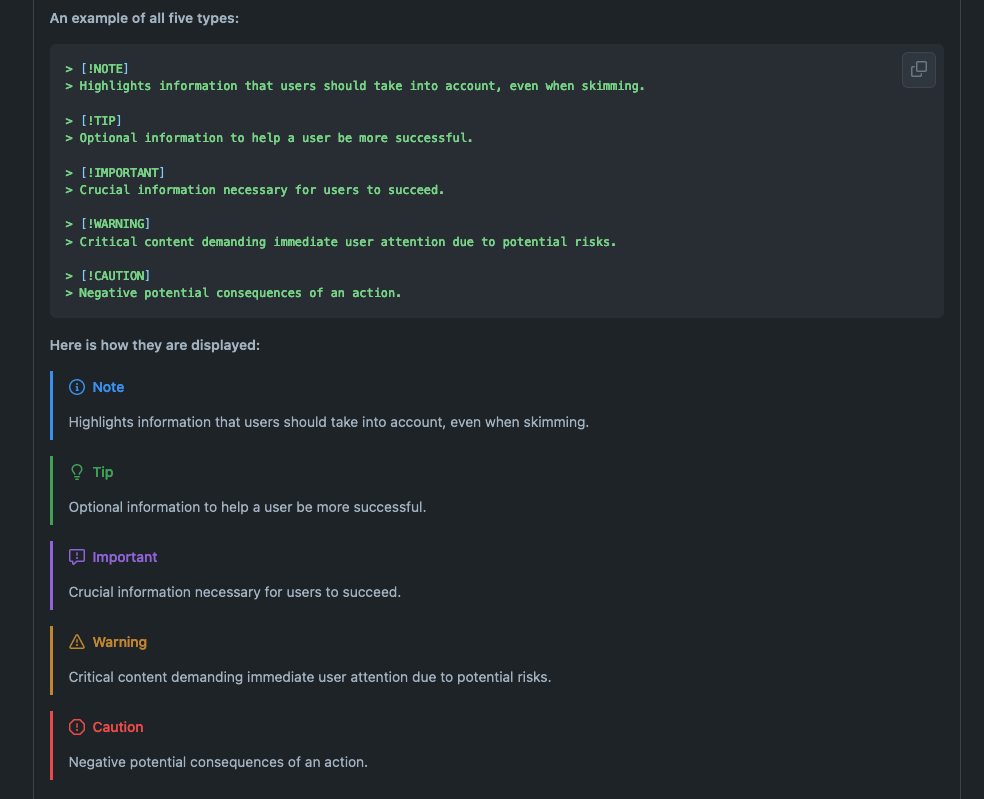 An example of all five types:
> [!NOTE]
> Highlights information that users should take into account, even when skimming.
> [!TIP]
> Optional information to help a user be more successful.
> [!IMPORTANT]
> Crucial information necessary for users to succeed.
> [!WARNING]
> Critical content demanding immediate user attention due to potential risks.
> [!CAUTION]
> Negative potential consequences of an action.
Here is how they are displayed:
Note
Highlights information that users should take into account, even when skimming.
Tip
Optional information to help a user be more successful.
Important
Crucial information necessary for users to succeed.
Warning
Critical content demanding immediate user attention due to potential risks.
Caution
Negative potential consequences of an action.